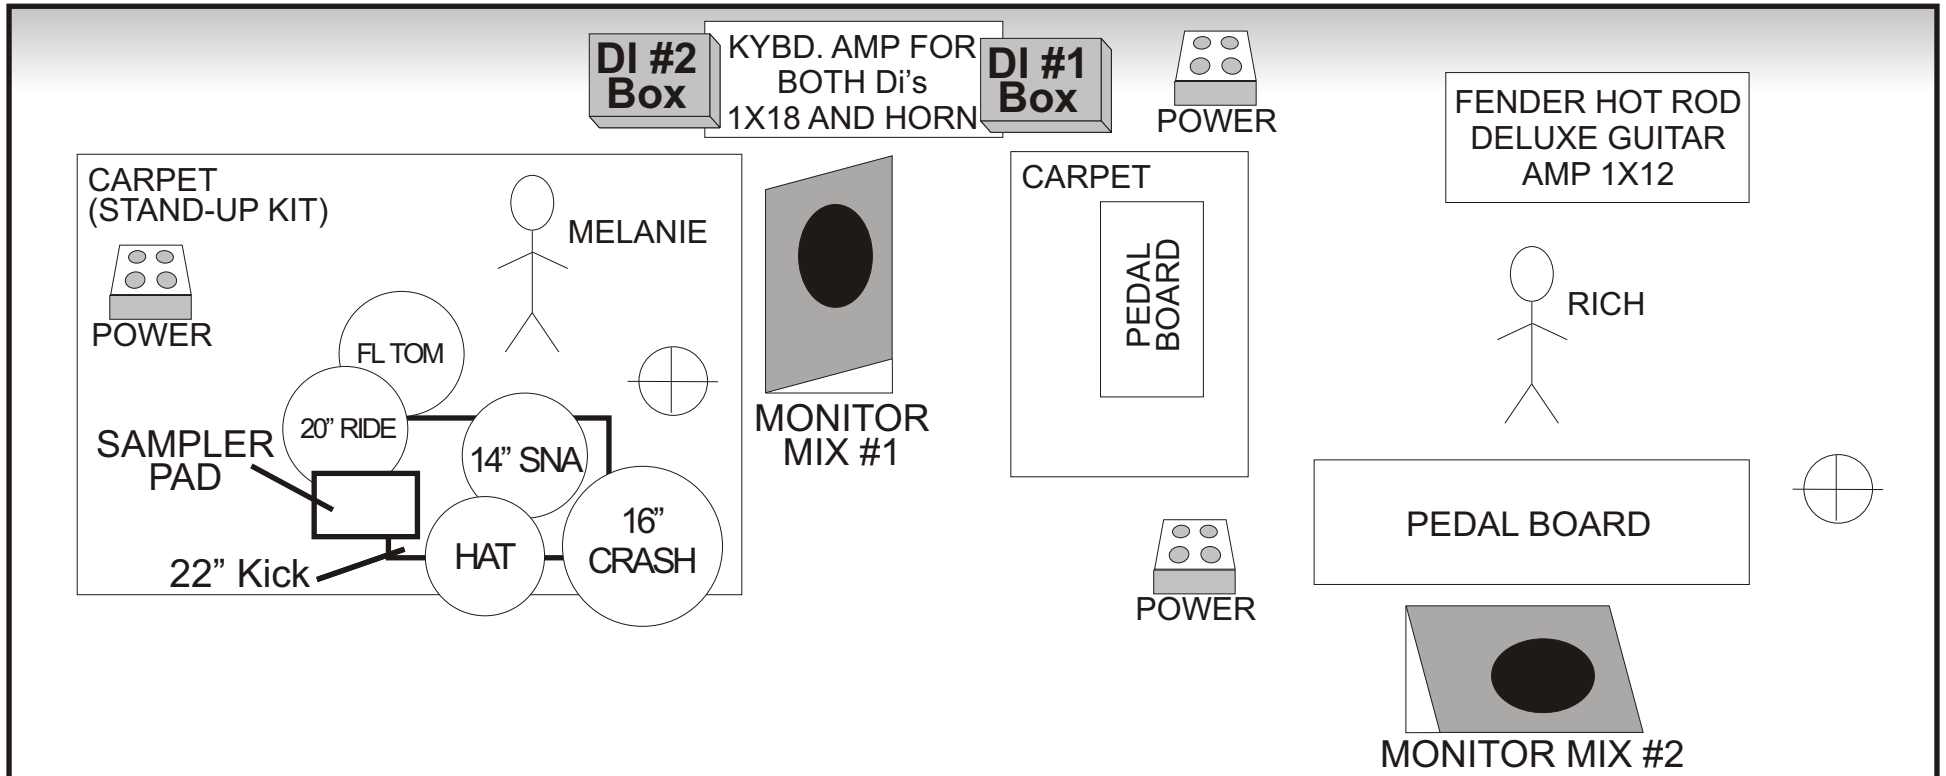 DI #2
Box
KYBD. AMP FOR
BOTH Di's
1X18 AND HORN
DI #1
Box
POWER
FENDER HOT ROD
DELUXE GUITAR
AMP 1X12
CARPET
(STAND-UP KIT)
MELANIE
POWER
FL TOM
20” RIDE
SAMPLER
PAD
14” SNA
HAT
16”
CRASH
22” Kick
MONITOR
MIX #1
CARPET
PEDAL
BOARD
POWER
RICH
PEDAL BOARD
MONITOR MIX #2